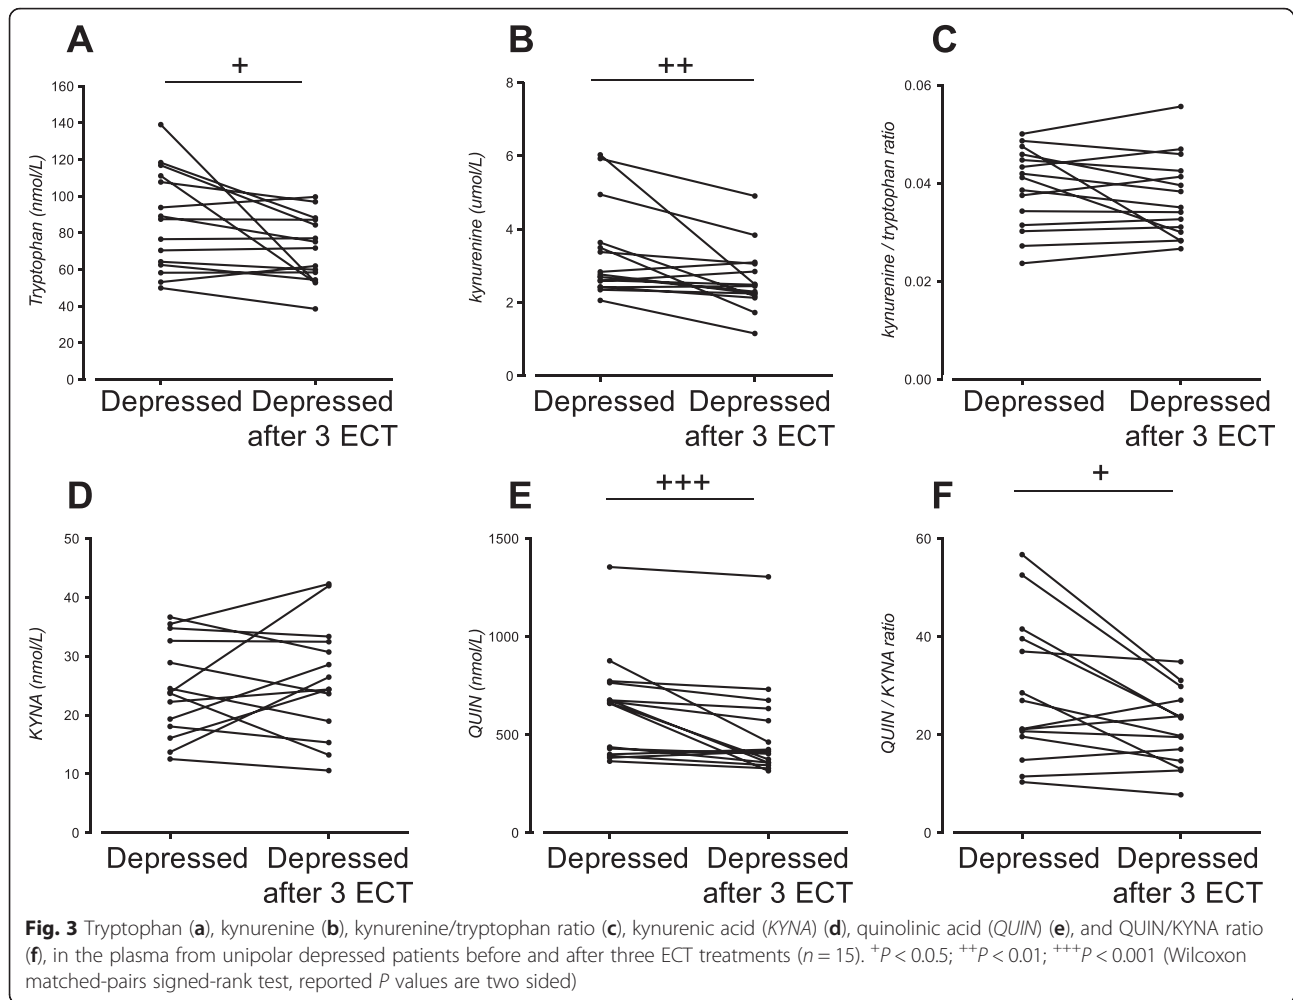 A
B
C
+
++
160
140
120
100
80
60
40
20
0
Tryptophan (nmol/L)
8
6
4
2
0
kynurenine (umol/L)
0.06
0.04
0.02
0.00
kynurenine / tryptophan ratio
Depressed Depressed
after 3 ECT
Depressed Depressed
after 3 ECT
Depressed Depressed
after 3 ECT
D
E
F
+++
+
50
40
30
20
10
0
KYNA (nmol/L)
1500
1000
500
0
QUIN (nmol/L)
60
40
20
0
QUIN / KYNA ratio
Depressed Depressed
after 3 ECT
Depressed Depressed
after 3 ECT
Depressed Depressed
after 3 ECT
Fig. 3 Tryptophan (a), kynurenine (b), kynurenine/tryptophan ratio (c), kynurenic acid (KYNA) (d), quinolinic acid (QUIN) (e), and QUIN/KYNA ratio
(f), in the plasma from unipolar depressed patients before and after three ECT treatments (n = 15). +P < 0.0.5; ++P < 0.01; +++P < 0.001 (Wilcoxon
matched-pairs signed-rank test, reported P values are two sided)